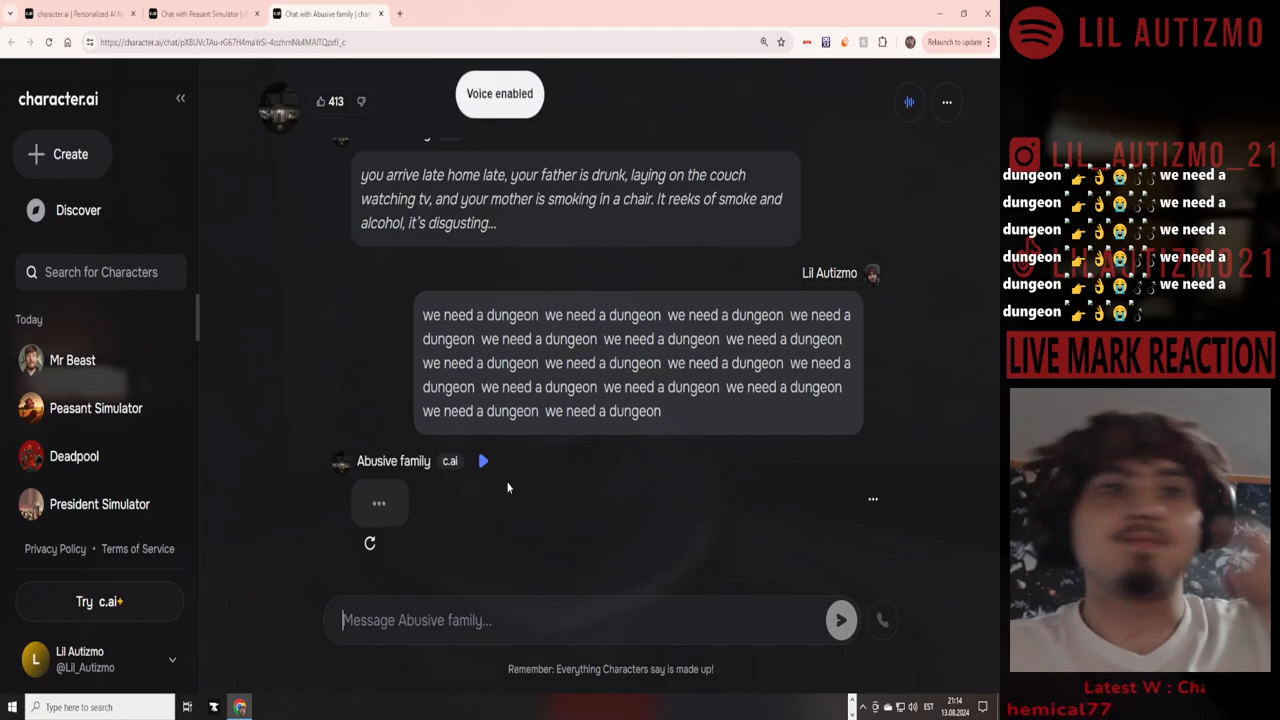 character.ai | Personalized AI f
Chat with Peasant Simulator | c
Chat with Abusive family | chara
https://character.ai/chat/
Relaunch to update
character.ai
413
Voice enabled
Create
Discover
Search for Characters
Today
Mr Beast
Peasant Simulator
Deadpool
President Simulator
Privacy Policy • Terms of Service
Try c.ai+
L
Lil Autizmo
@Lil_Autizmo
you arrive late home late, your father is drunk, laying on the couch
watching tv, and your mother is smoking in a chair. It reeks of smoke and
alcohol, it's disgusting...
Lil Autizmo
we need a dungeon we need a dungeon we need a dungeon we need a
dungeon we need a dungeon we need a dungeon we need a dungeon
we need a dungeon we need a dungeon we need a dungeon we need a
dungeon we need a dungeon we need a dungeon we need a dungeon
we need a dungeon we need a dungeon
Abusive family c.ai
Message Abusive family...
Remember: Everything Characters say is made up!
LIL AUTIZMO
LIL_AUTIZMO_21
dungeon 👉👌😭 we need a
dungeon 👉👌😭 we need a
dungeon 👉👌😭 we need a
LILAUTIZMO21
dungeon 👉👌😭 we need a
dungeon 👉👌😭 we need a
dungeon 👉👌😭
LIVE MARK REACTION
Latest W : Cha
hemical77
Type here to search
EST
21:14
13.08.2024